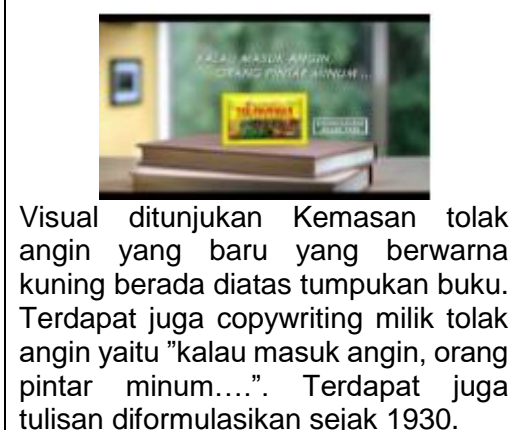 KALAU MASUK ANGIN,
ORANG PINTAR MINUM ...
Visual ditunjukan Kemasan tolak
angin yang baru yang berwarna
kuning berada diatas tumpukan buku.
Terdapat juga copywriting milik tolak
angin yaitu ”kalau masuk angin, orang
pintar minum….”. Terdapat juga
tulisan diformulasikan sejak 1930.